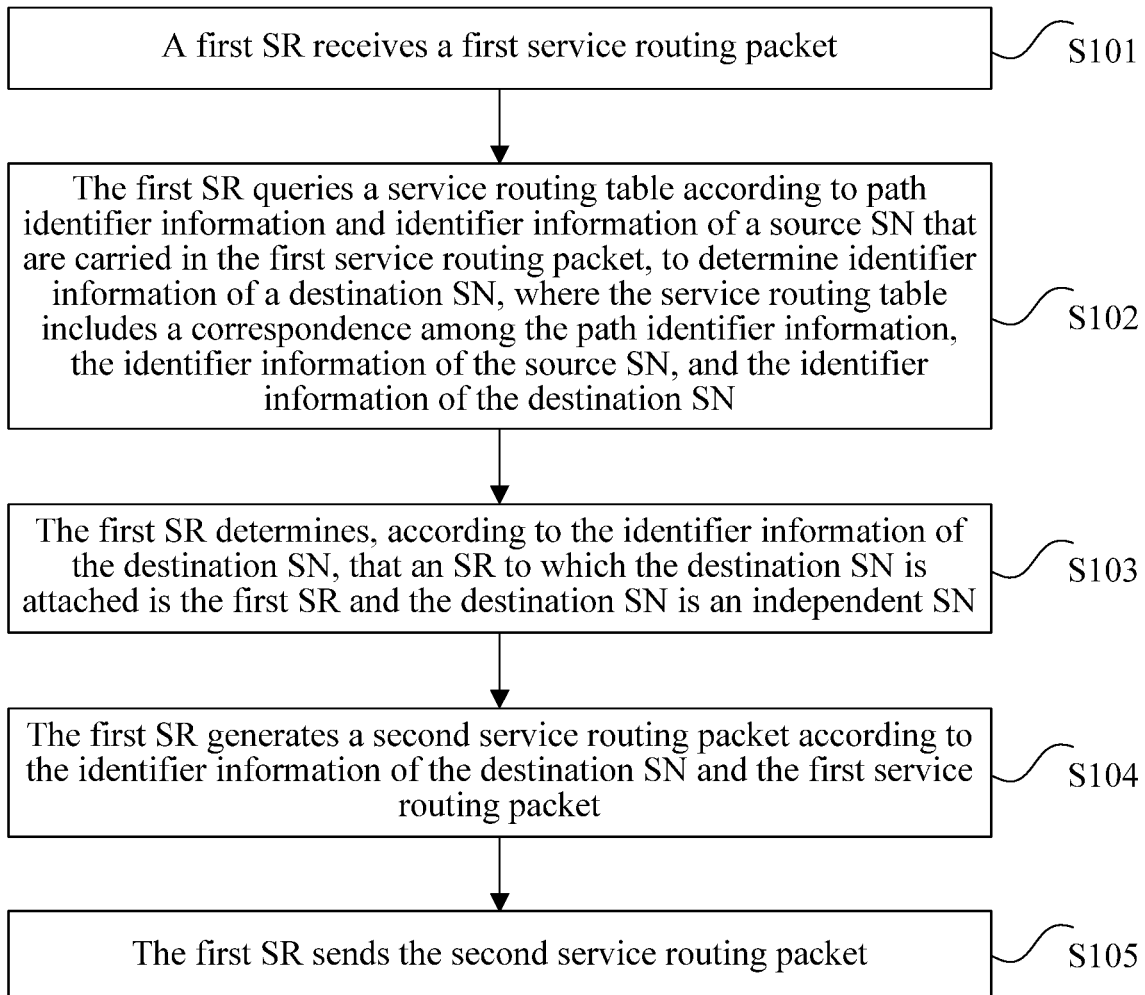 A first SR receives a first service routing packet
S101
The first SR queries a service routing table according to path
identifier information and identifier information of a source SN that
are carried in the first service routing packet, to determine identifier
information of a destination SN, where the service routing table
includes a correspondence among the path identifier information,
the identifier information of the source SN, and the identifier
information of the destination SN
S102
The first SR determines, according to the identifier information of
the destination SN, that an SR to which the destination SN is
attached is the first SR and the destination SN is an independent SN
S103
The first SR generates a second service routing packet according to
the identifier information of the destination SN and the first service
routing packet
S104
The first SR sends the second service routing packet
S105